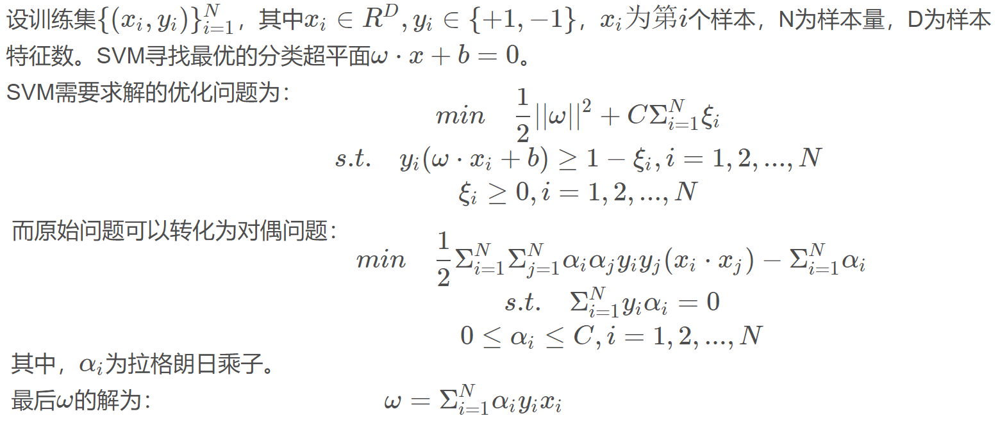 设训练集$\{(x_i, y_i)\}_{i=1}^{N}$，其中$x_i \in R^D, y_i \in \{+1, -1\}$，$x_i$为第$i$个样本，N为样本量，D为样本
特征数。SVM寻找最优的分类超平面$\omega \cdot x + b = 0$。
SVM需要求解的优化问题为：
$min \quad \frac{1}{2}||\omega||^2 + C\Sigma_{i=1}^{N}\xi_i$
$s.t. \quad y_i(\omega \cdot x_i + b) \geq 1 - \xi_i, i = 1, 2, ..., N$
$\xi_i \geq 0, i = 1, 2, ..., N$
而原始问题可以转化为对偶问题：
$min \quad \frac{1}{2}\Sigma_{i=1}^{N}\Sigma_{j=1}^{N}\alpha_i\alpha_j y_i y_j(x_i \cdot x_j) - \Sigma_{i=1}^{N}\alpha_i$
$s.t. \quad \Sigma_{i=1}^{N} y_i\alpha_i = 0$
$0 \leq \alpha_i \leq C, i = 1, 2, ..., N$
其中，$\alpha_i$为拉格朗日乘子。
最后$\omega$的解为：$\omega = \Sigma_{i=1}^{N}\alpha_i y_i x_i$